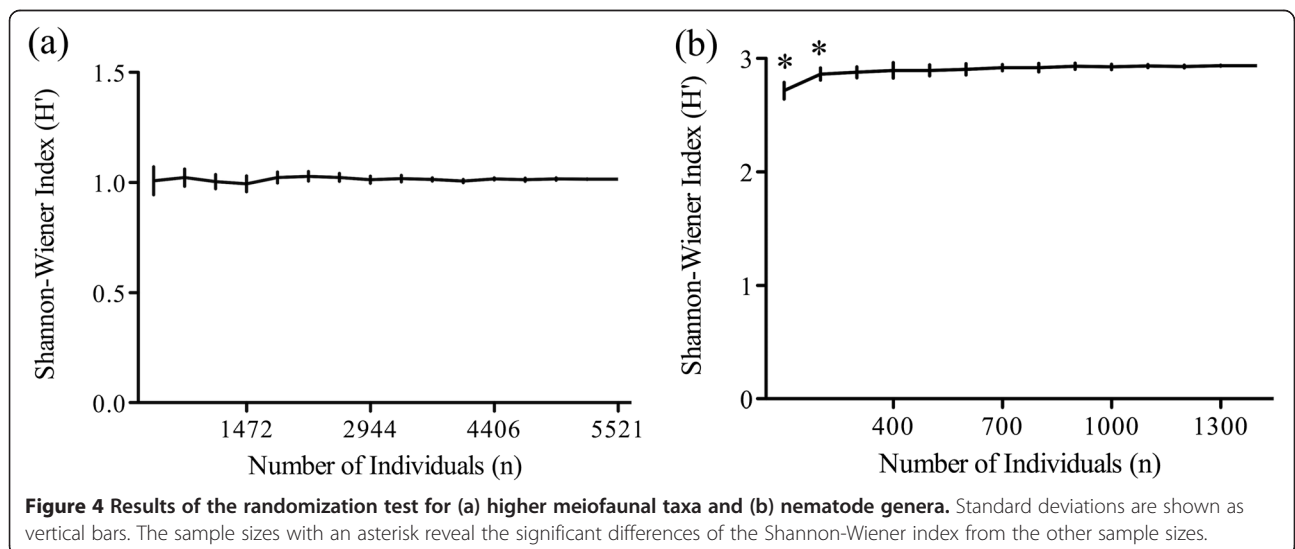 (a)
1.5
1.0
0.5
0.0
Shannon-Wiener Index (H')
1472 2944 4406 5521
Number of Individuals (n)
(b)
* *
3
2
1
0
Shannon-Wiener Index (H')
400 700 1000 1300
Number of Individuals (n)
Figure 4 Results of the randomization test for (a) higher meiofaunal taxa and (b) nematode genera. Standard deviations are shown as
vertical bars. The sample sizes with an asterisk reveal the significant differences of the Shannon-Wiener index from the other sample sizes.